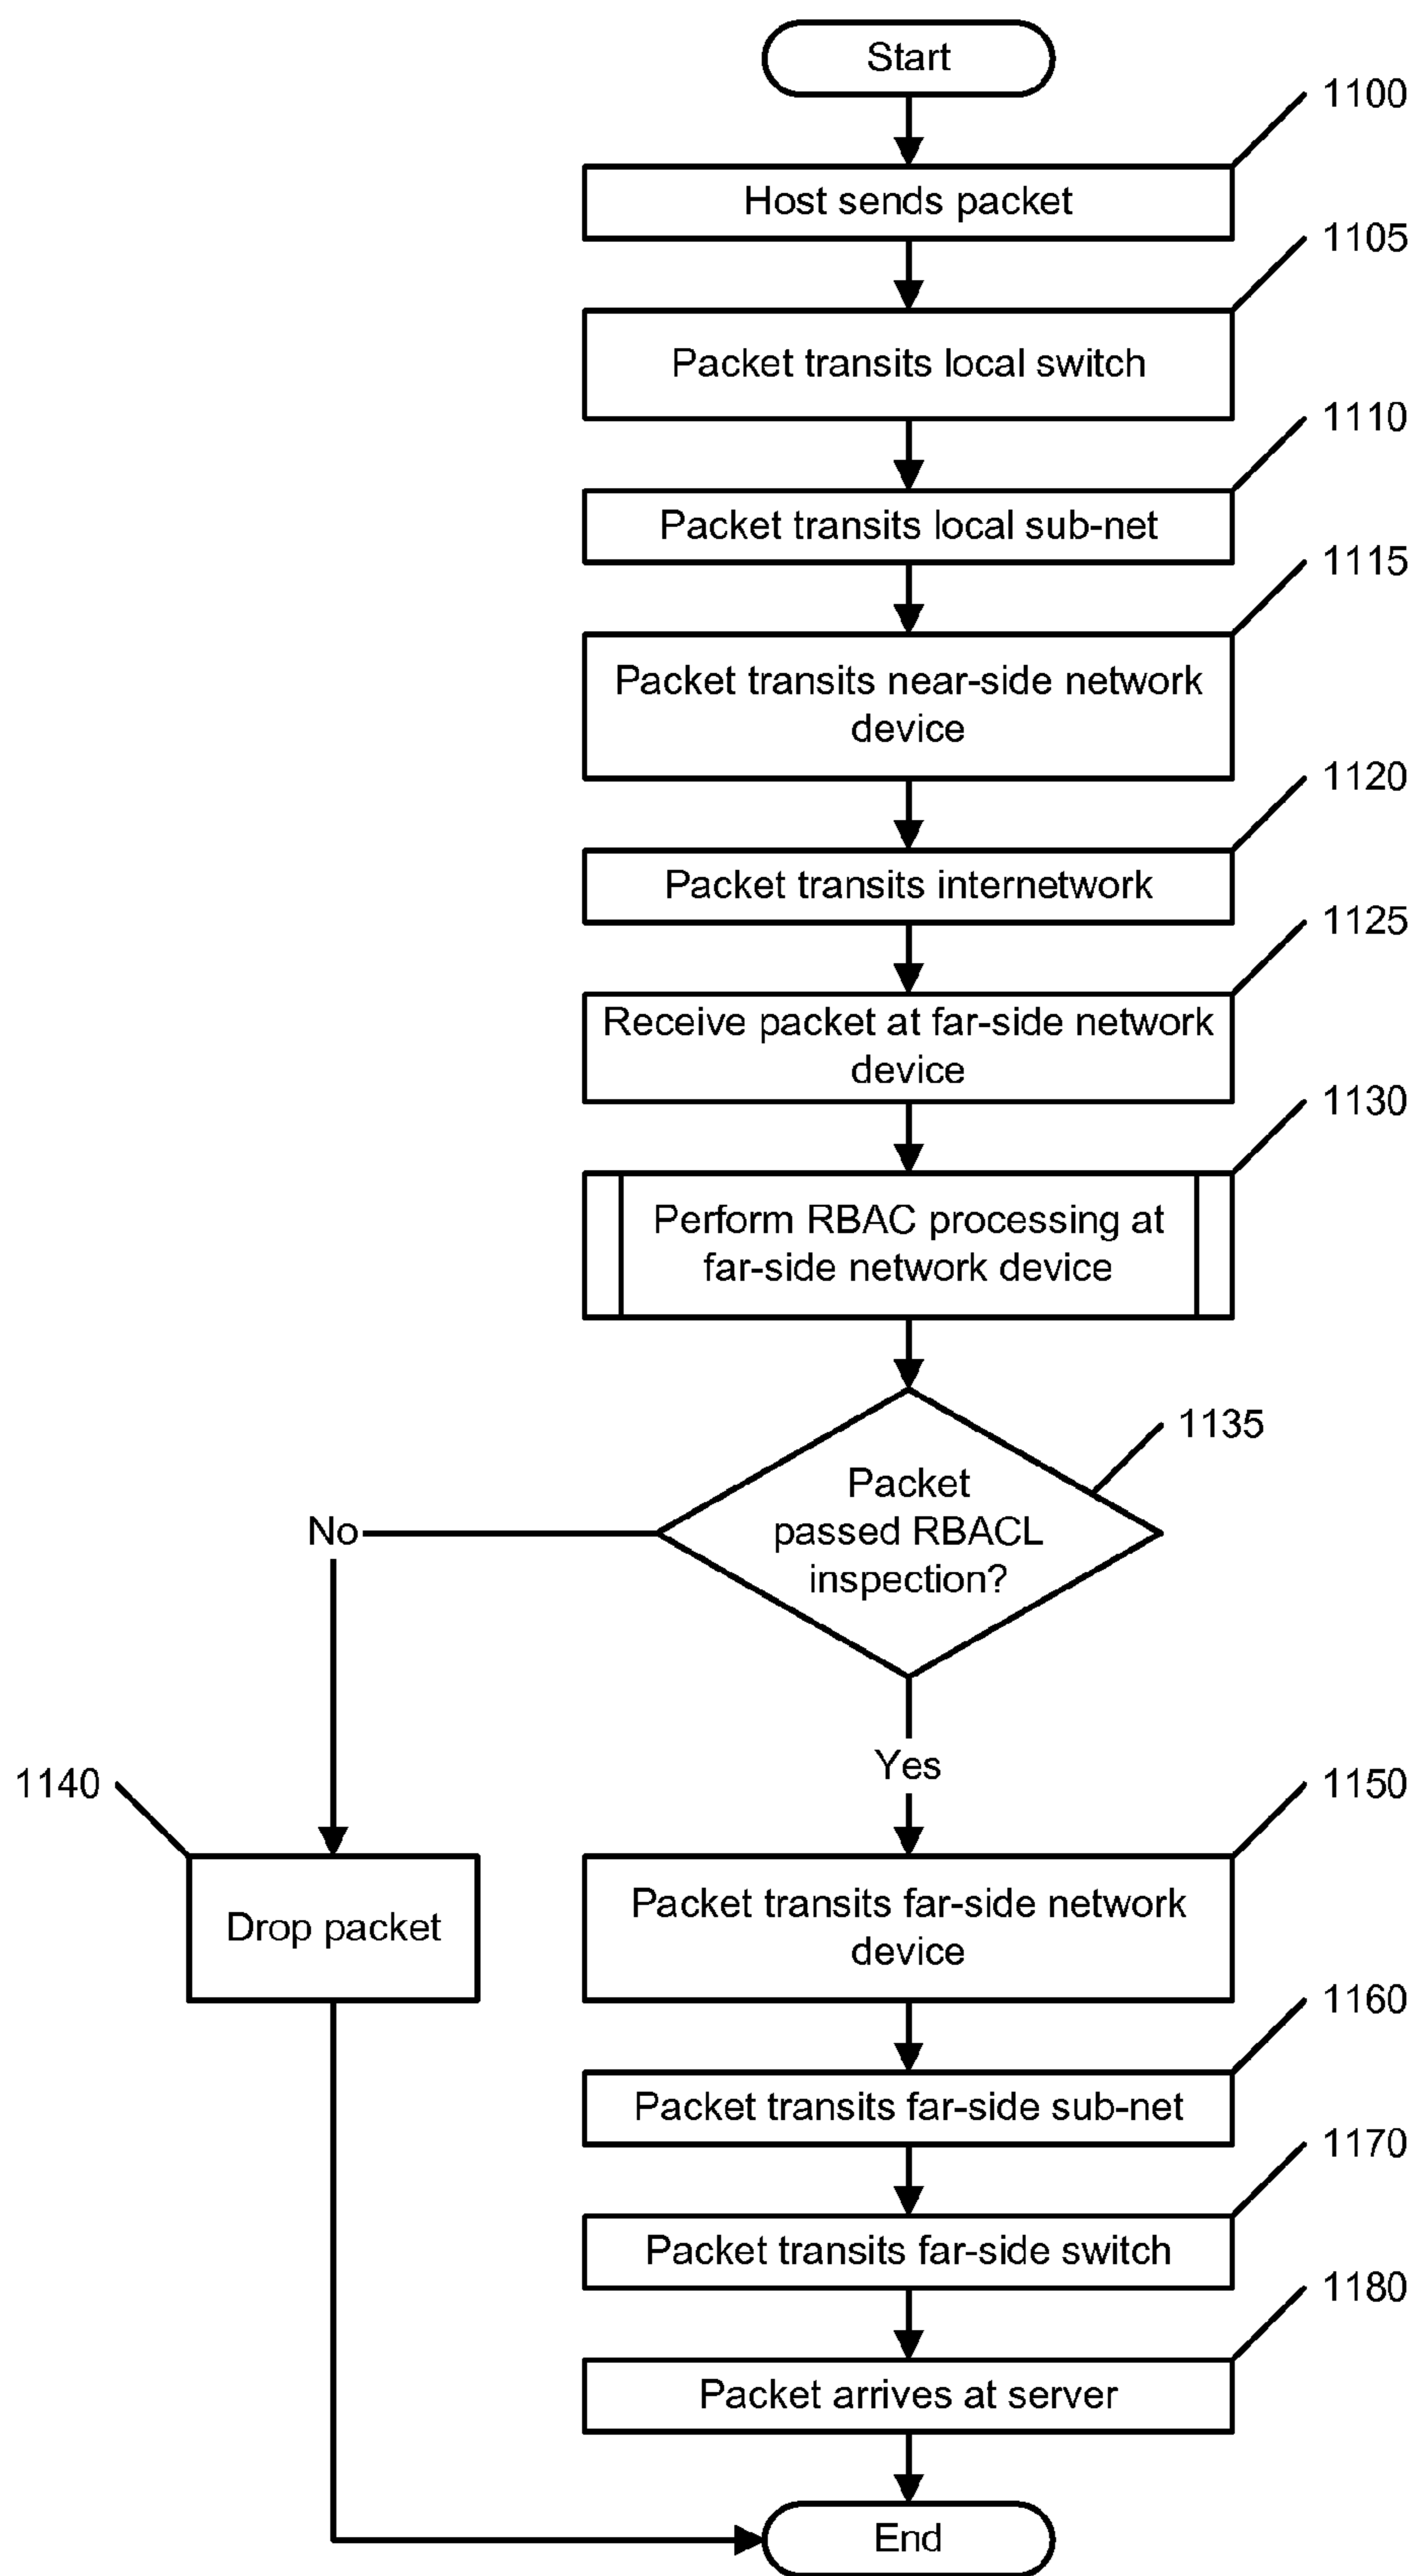 Start
1100
Host sends packet
1105
Packet transits local switch
1110
Packet transits local sub-net
1115
Packet transits near-side network
device
1120
Packet transits internetwork
1125
Receive packet at far-side network
device
1130
Perform RBAC processing at
far-side network device
1135
Packet
passed RBACL
inspection?
No
Yes
1140
Drop packet
1150
Packet transits far-side network
device
1160
Packet transits far-side sub-net
1170
Packet transits far-side switch
1180
Packet arrives at server
End